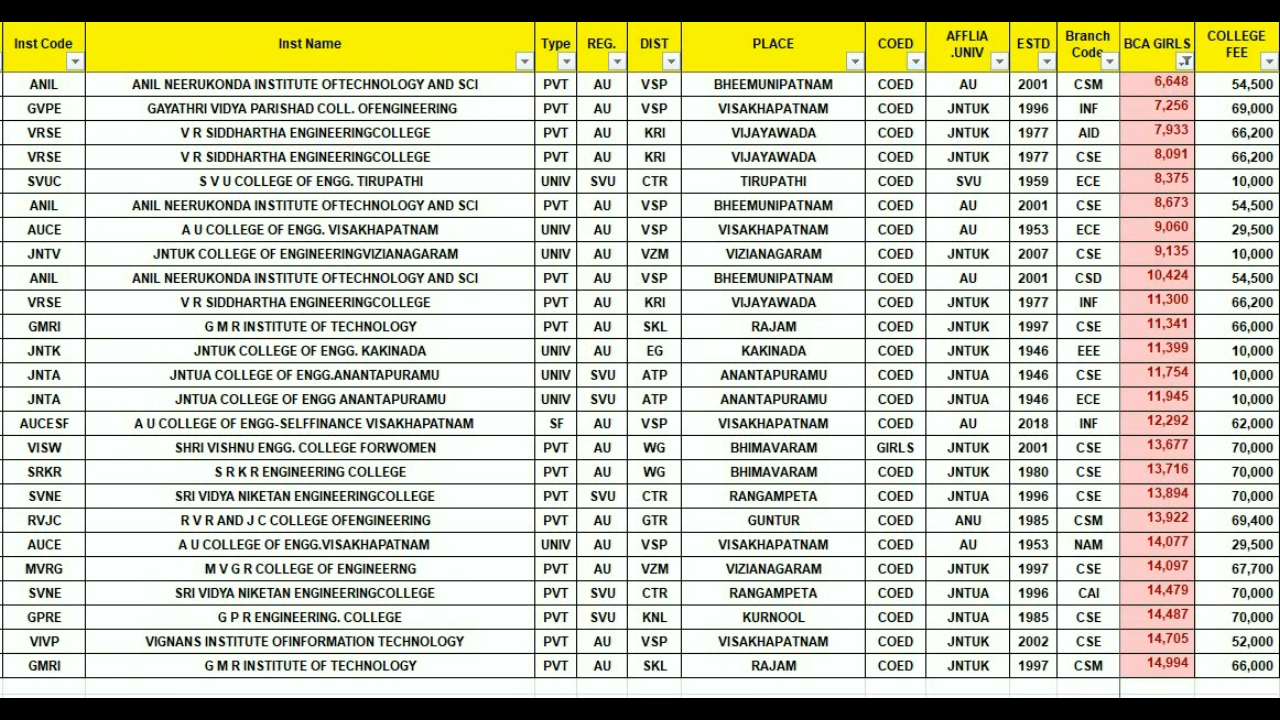 Inst Code Inst Name Type REG. DIST PLACE COED AFFLIA .UNIV ESTD Branch Code BCA GIRLS COLLEGE FEE
ANIL ANIL NEERUKONDA INSTITUTE OFTECHNOLOGY AND SCI PVT AU VSP BHEEMUNIPATNAM COED AU 2001 CSM 6,648 54,500
GVPE GAYATHRI VIDYA PARISHAD COLL. OFENGINEERING PVT AU VSP VISAKHAPATNAM COED JNTUK 1996 INF 7,256 69,000
VRSE V R SIDDHARTHA ENGINEERINGCOLLEGE PVT AU KRI VIJAYAWADA COED JNTUK 1977 AID 7,933 66,200
VRSE V R SIDDHARTHA ENGINEERINGCOLLEGE PVT AU KRI VIJAYAWADA COED JNTUK 1977 CSE 8,091 66,200
SVUC S V U COLLEGE OF ENGG. TIRUPATHI UNIV SVU CTR TIRUPATHI COED SVU 1959 ECE 8,375 10,000
ANIL ANIL NEERUKONDA INSTITUTE OFTECHNOLOGY AND SCI PVT AU VSP BHEEMUNIPATNAM COED AU 2001 CSE 8,673 54,500
AUCE A U COLLEGE OF ENGG. VISAKHAPATNAM UNIV AU VSP VISAKHAPATNAM COED AU 1953 ECE 9,060 29,500
JNTV JNTUK COLLEGE OF ENGINEERINGVIZIANAGARAM UNIV AU VZM VIZIANAGARAM COED JNTUK 2007 CSE 9,135 10,000
ANIL ANIL NEERUKONDA INSTITUTE OFTECHNOLOGY AND SCI PVT AU VSP BHEEMUNIPATNAM COED AU 2001 CSD 10,424 54,500
VRSE V R SIDDHARTHA ENGINEERINGCOLLEGE PVT AU KRI VIJAYAWADA COED JNTUK 1977 INF 11,300 66,200
GMRI G M R INSTITUTE OF TECHNOLOGY PVT AU SKL RAJAM COED JNTUK 1997 CSE 11,341 66,000
JNTK JNTUK COLLEGE OF ENGG. KAKINADA UNIV AU EG KAKINADA COED JNTUK 1946 EEE 11,399 10,000
JNTA JNTUA COLLEGE OF ENGG.ANANTAPURAMU UNIV SVU ATP ANANTAPURAMU COED JNTUA 1946 CSE 11,754 10,000
JNTA JNTUA COLLEGE OF ENGG ANANTAPURAMU UNIV SVU ATP ANANTAPURAMU COED JNTUA 1946 ECE 11,945 10,000
AUCESF A U COLLEGE OF ENGG-SELFFINANCE VISAKHAPATNAM SF AU VSP VISAKHAPATNAM COED AU 2018 INF 12,292 62,000
VISW SHRI VISHNU ENGG. COLLEGE FORWOMEN PVT AU WG BHIMAVARAM GIRLS JNTUK 2001 CSE 13,677 70,000
SRKR S R K R ENGINEERING COLLEGE PVT AU WG BHIMAVARAM COED JNTUK 1980 CSE 13,716 70,000
SVNE SRI VIDYA NIKETAN ENGINEERINGCOLLEGE PVT SVU CTR RANGAMPETA COED JNTUA 1996 CSE 13,894 70,000
RVJC R V R AND J C COLLEGE OFENGINEERING PVT AU GTR GUNTUR COED ANU 1985 CSM 13,922 69,400
AUCE A U COLLEGE OF ENGG.VISAKHAPATNAM UNIV AU VSP VISAKHAPATNAM COED AU 1953 NAM 14,077 29,500
MVRG M V G R COLLEGE OF ENGINEERNG PVT AU VZM VIZIANAGARAM COED JNTUK 1997 CSE 14,097 67,700
SVNE SRI VIDYA NIKETAN ENGINEERINGCOLLEGE PVT SVU CTR RANGAMPETA COED JNTUA 1996 CAI 14,479 70,000
GPRE G P R ENGINEERING. COLLEGE PVT SVU KNL KURNOOL COED JNTUA 1985 CSE 14,487 70,000
VIVP VIGNANS INSTITUTE OFINFORMATION TECHNOLOGY PVT AU VSP VISAKHAPATNAM COED JNTUK 2002 CSE 14,705 52,000
GMRI G M R INSTITUTE OF TECHNOLOGY PVT AU SKL RAJAM COED JNTUK 1997 CSM 14,994 66,000